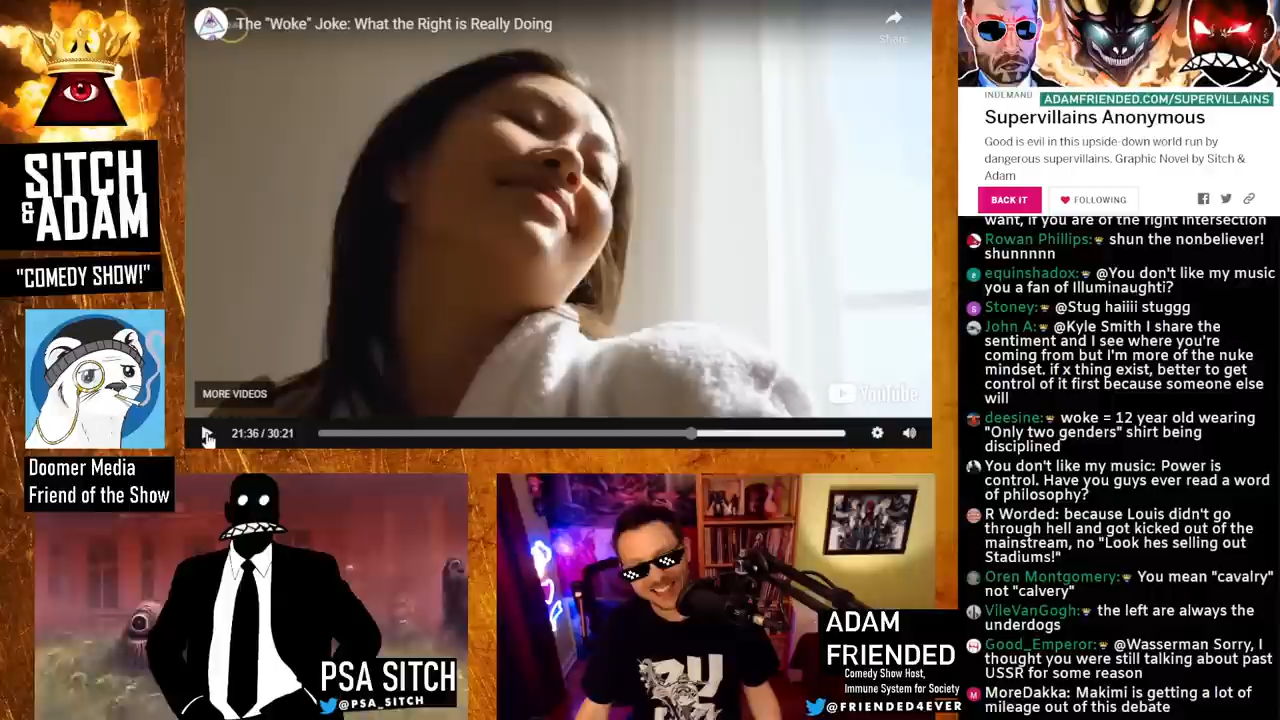 The "Woke" Joke: What the Right is Really Doing
Share
MORE VIDEOS
YouTube
21:36 / 30:21
SITCH
& ADAM
"COMEDY SHOW!"
Doomer Media
Friend of the Show
PSA SITCH
@PSA_SITCH
ADAM
FRIENDED
Comedy Show Host,
Immune System for Society
@FRIENDED4EVER
INDEMAND
ADAMFRIENDED.COM/SUPERVILLAINS
Supervillains Anonymous
Good is evil in this upside-down world run by
dangerous supervillains. Graphic Novel by Sitch &
Adam
BACK IT
FOLLOWING
want, if you are of the right intersection
Rowan Phillips: shun the nonbeliever!
shunnnnn
equinshadox: @You don't like my music
you a fan of Illuminaughti?
Stoney: @Stug haiiii stuggg
John A: @Kyle Smith I share the
sentiment and I see where you're
coming from but I'm more of the nuke
mindset. if x thing exist, better to get
control of it first because someone else
will
deesine: woke = 12 year old wearing
"Only two genders" shirt being
disciplined
You don't like my music: Power is
control. Have you guys ever read a word
of philosophy?
R Worded: because Louis didn't go
through hell and got kicked out of the
mainstream, no "Look hes selling out
Stadiums!"
Oren Montgomery: You mean "cavalry"
not "calvery"
VileVanGogh: the left are always the
underdogs
Good_Emperor: @Wasserman Sorry, I
thought you were still talking about past
USSR for some reason
MoreDakka: Makimi is getting a lot of
mileage out of this debate